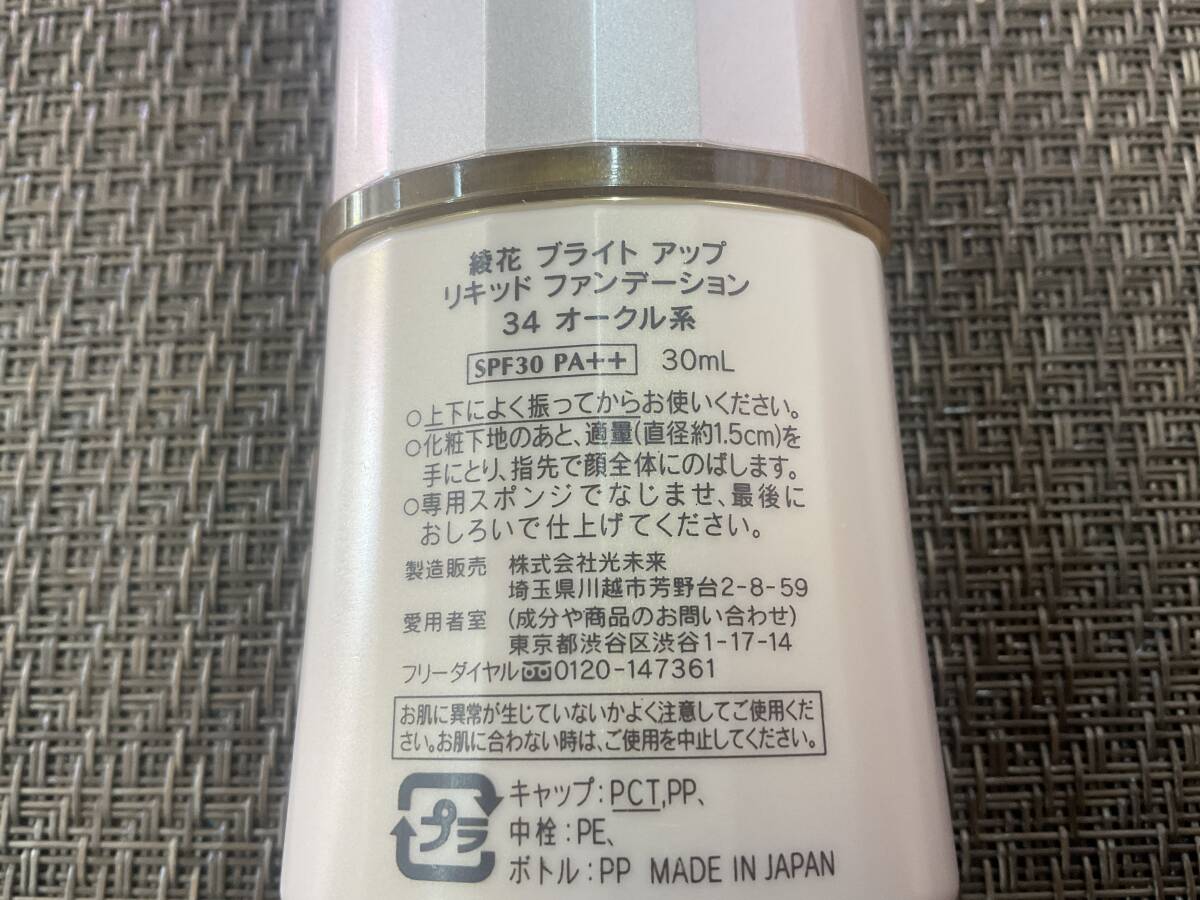 綾花 ブライト アップ
リキッド ファンデーション
34 オークル系
SPF30 PA++ 30mL
○上下によく振ってからお使いください。
○化粧下地のあと、適量(直径約1.5cm)を
手にとり、指先で顔全体にのばします。
○専用スポンジでなじませ、最後に
おしろいで仕上げてください。
製造販売 株式会社光未来
埼玉県川越市芳野台2-8-59
愛用者室 (成分や商品のお問い合わせ)
東京都渋谷区渋谷1-17-14
フリーダイヤル 0120-147361
お肌に異常が生じていないかよく注意してご使用くだ
さい。お肌に合わない時は、ご使用を中止してください。
プラ
キャップ:PCT,PP、
中栓:PE、
ボトル:PP MADE IN JAPAN